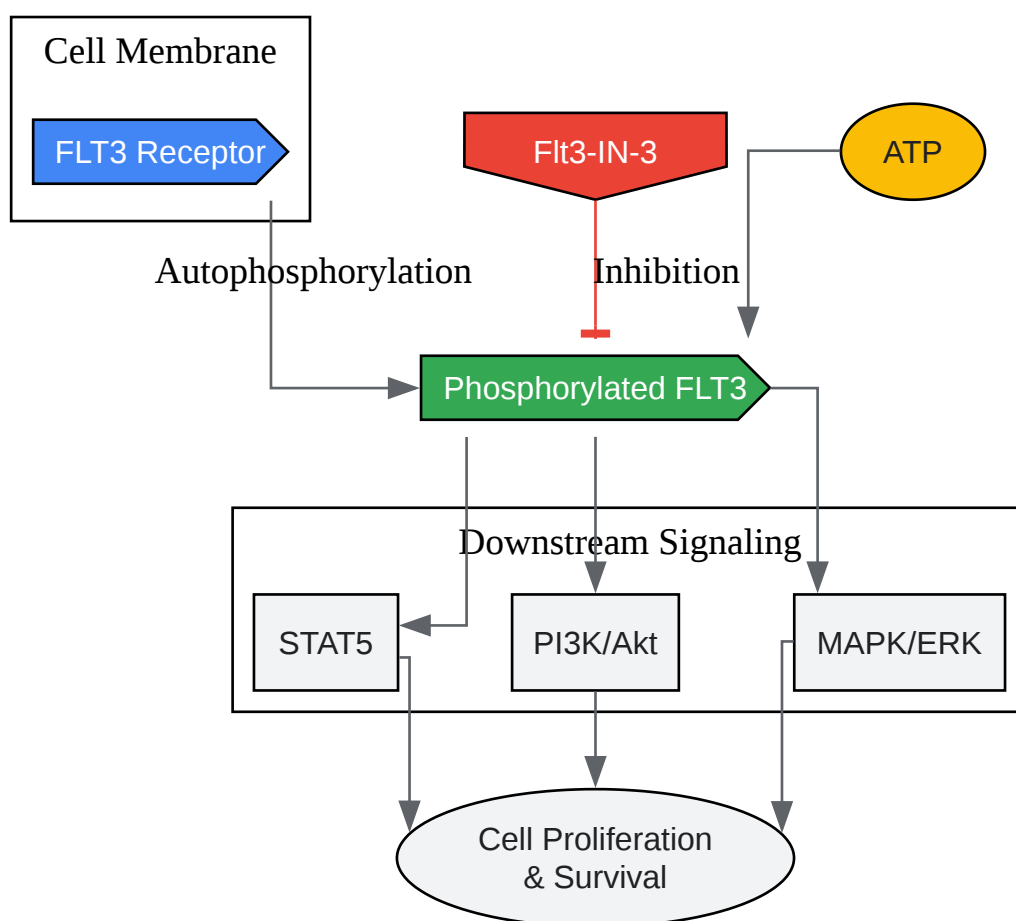 Cell Membrane
FLT3 Receptor
Flt3-IN-3
ATP
Autophosphorylation
Inhibition
Phosphorylated FLT3
Downstream Signaling
STAT5
PI3K/Akt
MAPK/ERK
Cell Proliferation
& Survival